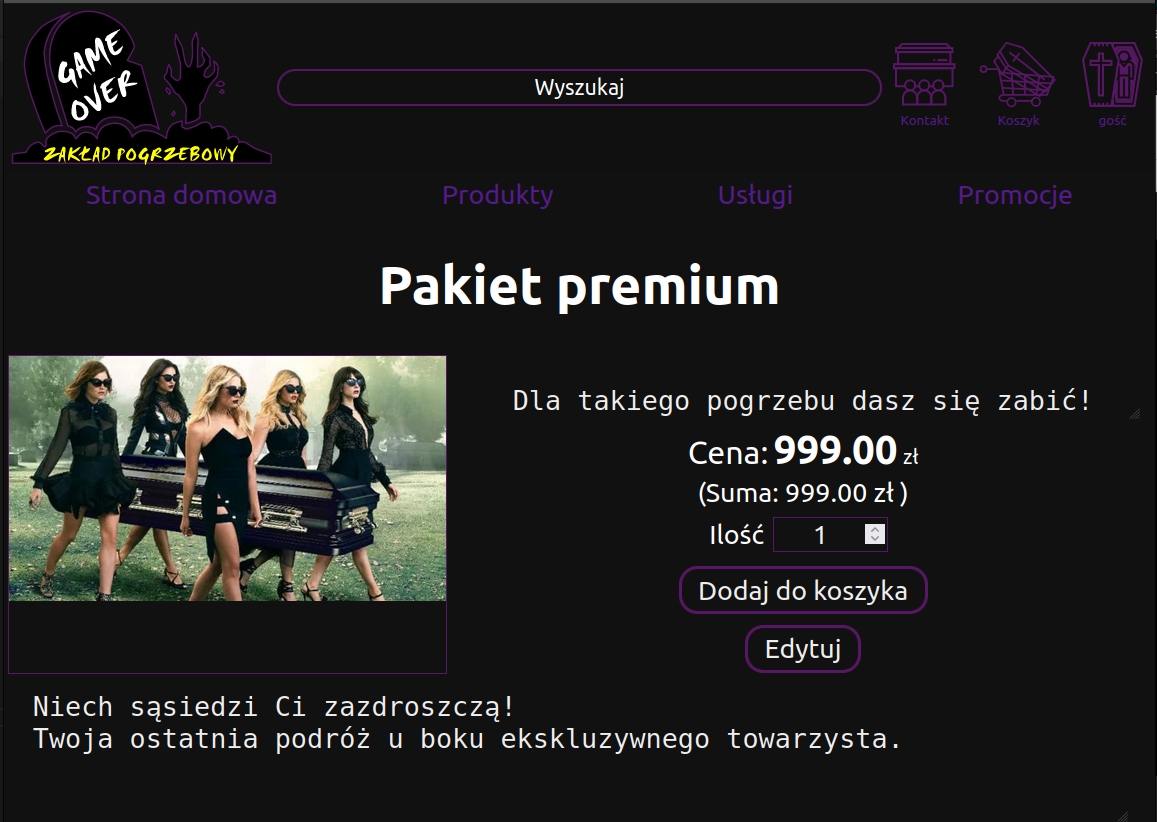 GAME
OVER
ZAKŁAD POGRZEBOWY
Wyszukaj
Kontakt
Koszyk
gość
Strona domowa
Produkty
Usługi
Promocje
Pakiet premium
Dla takiego pogrzebu dasz się zabić!
Cena: 999.00 zł
(Suma: 999.00 zł )
Ilość 1
Dodaj do koszyka
Edytuj
Niech sąsiedzi Ci zazdroszczą!
Twoja ostatnia podróż u boku ekskluzywnego towarzysta.